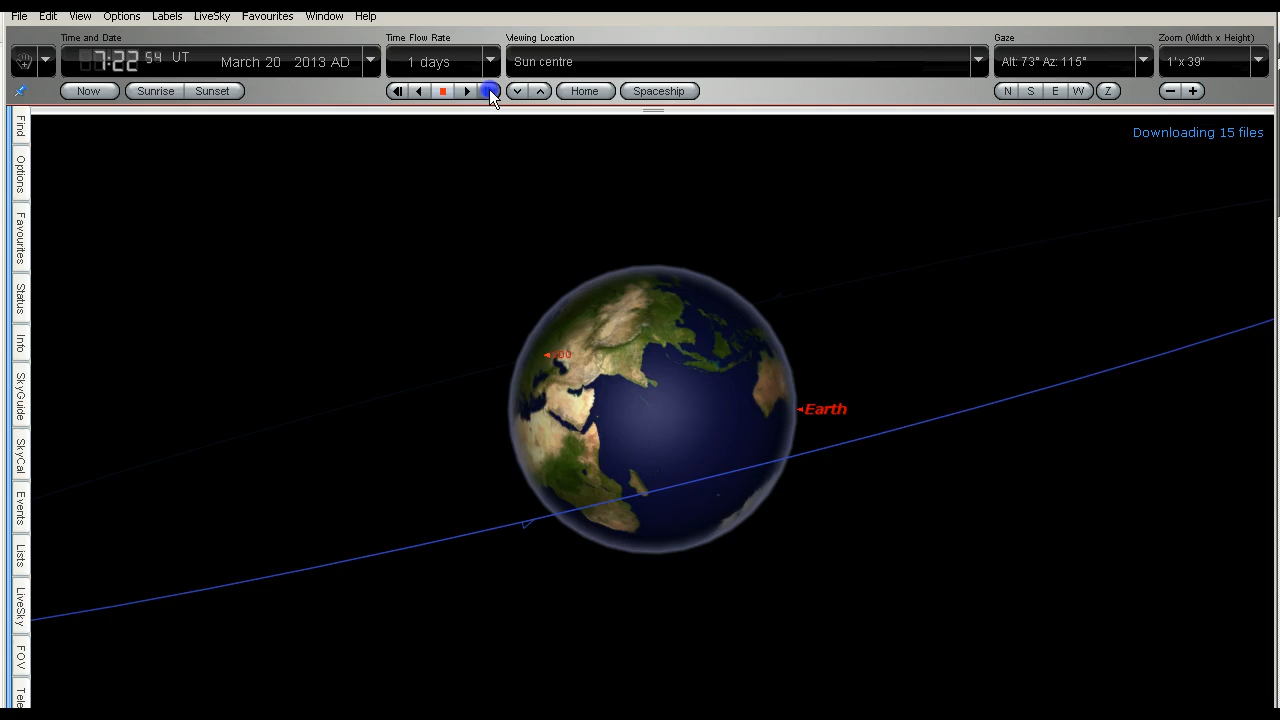 File Edit View Options Labels LiveSky Favourites Window Help
Time and Date Time Flow Rate Viewing Location Gaze Zoom (Width x Height)
7:22 54 UT March 20 2013 AD 1 days Sun centre Alt: 73° Az: 115° 1° x 39"
Now Sunrise Sunset Home Spaceship N S E W Z
Downloading 15 files
Find
Options
Favourites
Status
Info
SkyGuide
SkyCal
Events
Lists
LiveSky
FOV
Earth